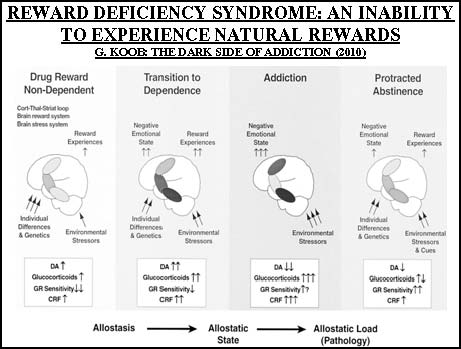 REWARD DEFICIENCY SYNDROME: AN INABILITY
TO EXPERIENCE NATURAL REWARDS
G. KOOB: THE DARK SIDE OF ADDICTION (2010)
Drug Reward
Non-Dependent
Cort-Thal-Striat loop
Brain reward system
Brain stress system
Reward
Experiences
↑
Individual
Differences
& Genetics
Environmental
Stressors
DA ↑
Glucocorticoids ↑
GR Sensitivity ↓↓
CRF ↑
Transition to
Dependence
Negative
Emotional
State
↑↑
Reward
Experiences
↑↑
Individual
Differences
& Genetics
Environmental
Stressors
DA ↑↑
Glucocorticoids ↑↑
GR Sensitivity ↓
CRF ↑↑
Addiction
Negative
Emotional
State
↑↑↑
Environmental
Stressors
DA ↓↓
Glucocorticoids ↑↑↑
GR Sensitivity ↑?
CRF ↑↑↑
Protracted
Abstinence
Negative
Emotional
State
↑↑
Reward
Experiences
↑
Individual
Differences
& Genetics
Environmental
Stressors
& Cues
DA ↓
Glucocorticoids ↑↓
GR Sensitivity ↓↓
CRF ↑
Allostasis → Allostatic State → Allostatic Load
(Pathology)